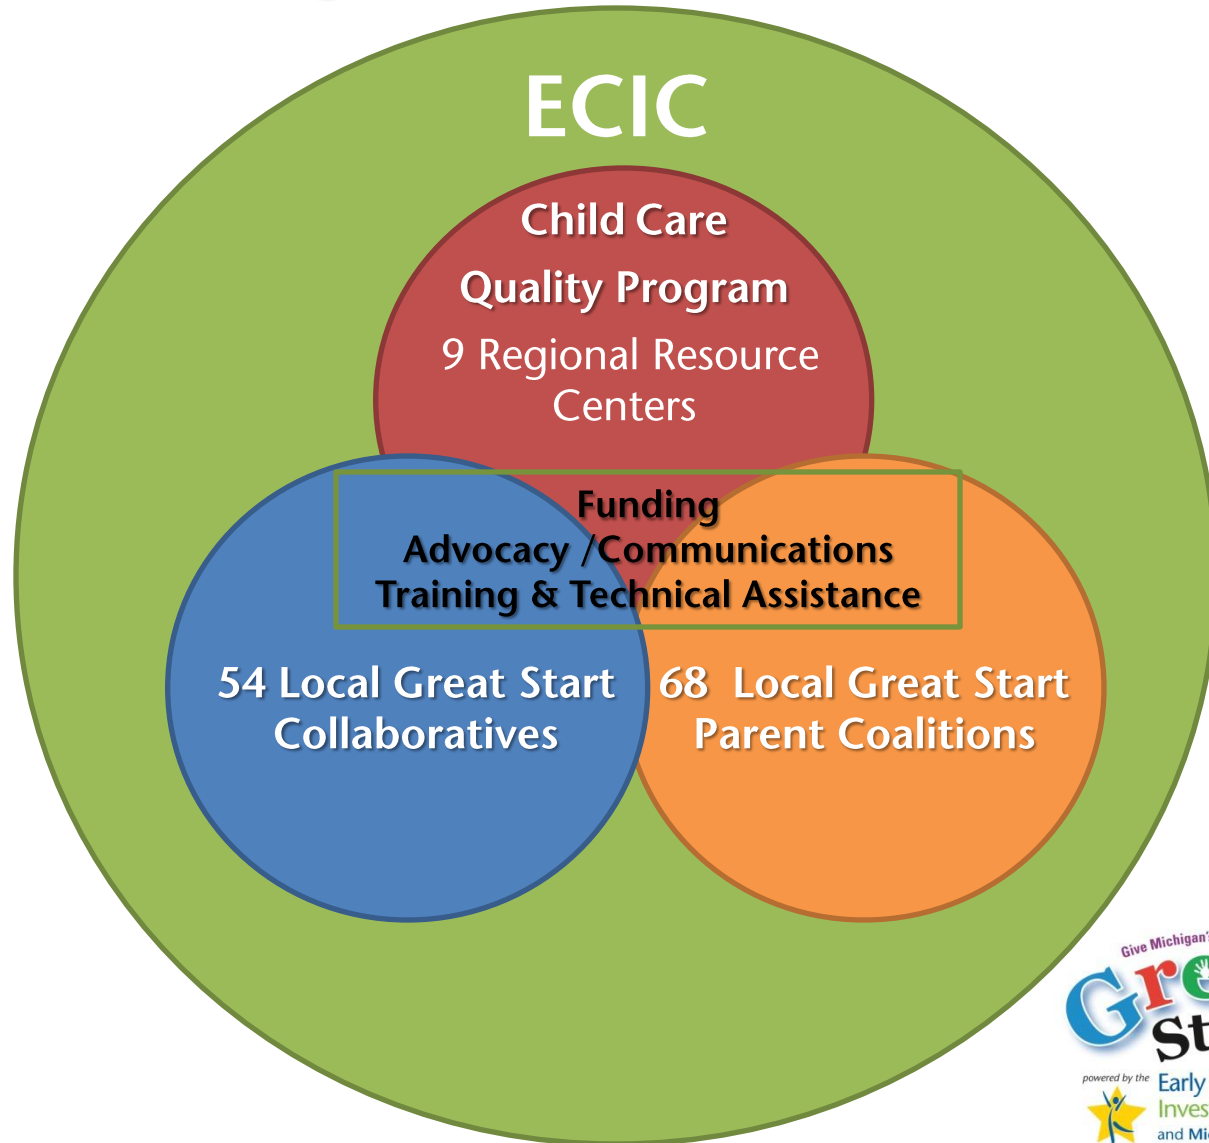 ECIC
Child Care
Quality Program
9 Regional Resource
Centers
Funding
Advocacy /Communications
Training & Technical Assistance
54 Local Great Start
Collaboratives
68 Local Great Start
Parent Coalitions
Give Michigan
powered by the
Early
and